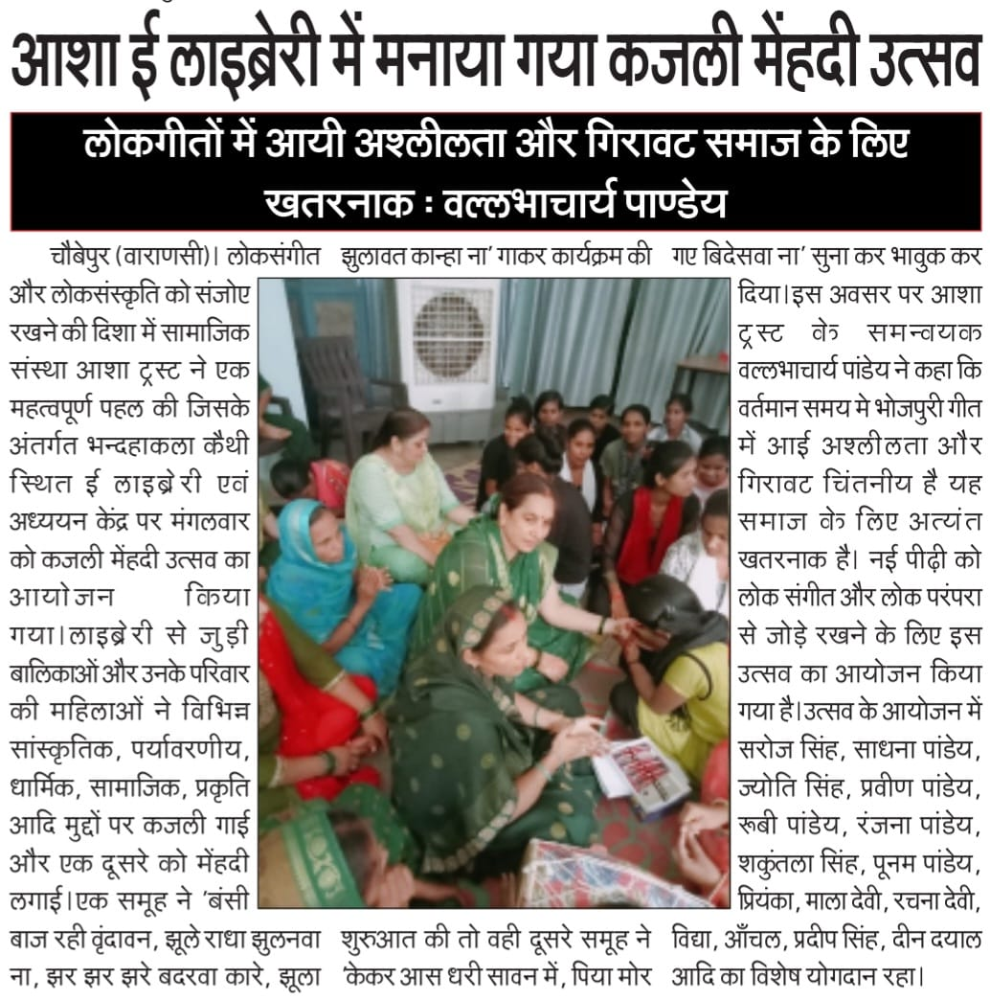 आशा ई लाइब्रेरी में मनाया गया कजली मेंहदी उत्सव
लोकगीतों में आयी अश्लीलता और गिरावट समाज के लिए
खतरनाक : वल्लभाचार्य पाण्डेय
चौबेपुर (वाराणसी)। लोकसंगीत
और लोकसंस्कृति को संजोए
रखने की दिशा में सामाजिक
संस्था आशा ट्रस्ट ने एक
महत्वपूर्ण पहल की जिसके
अंतर्गत भन्दहाकला कैथी
स्थित ई लाइब्रेरी एवं
अध्ययन केंद्र पर मंगलवार
को कजली मेंहदी उत्सव का
आयोजन किया
गया।लाइब्रेरी से जुड़ी
बालिकाओं और उनके परिवार
की महिलाओं ने विभिन्न
सांस्कृतिक, पर्यावरणीय,
धार्मिक, सामाजिक, प्रकृति
आदि मुद्दों पर कजली गाई
और एक दूसरे को मेंहदी
लगाई।एक समूह ने 'बंसी
बाज रही वृंदावन, झूले राधा झुलनवा
ना, झर झर झरे बदरवा कारे, झूला
झुलावत कान्हा ना' गाकर कार्यक्रम की
शुरुआत की तो वही दूसरे समूह ने
'केकर आस धरी सावन में, पिया मोर
गए बिदेसवा ना' सुना कर भावुक कर
दिया।इस अवसर पर आशा
ट्रस्ट के समन्वयक
वल्लभाचार्य पांडेय ने कहा कि
वर्तमान समय मे भोजपुरी गीत
में आई अश्लीलता और
गिरावट चिंतनीय है यह
समाज के लिए अत्यंत
खतरनाक है। नई पीढ़ी को
लोक संगीत और लोक परंपरा
से जोड़े रखने के लिए इस
उत्सव का आयोजन किया
गया है।उत्सव के आयोजन में
सरोज सिंह, साधना पांडेय,
ज्योति सिंह, प्रवीण पांडेय,
रूबी पांडेय, रंजना पांडेय,
शकुंतला सिंह, पूनम पांडेय,
प्रियंका, माला देवी, रचना देवी,
विद्या, आँचल, प्रदीप सिंह, दीन दयाल
आदि का विशेष योगदान रहा।